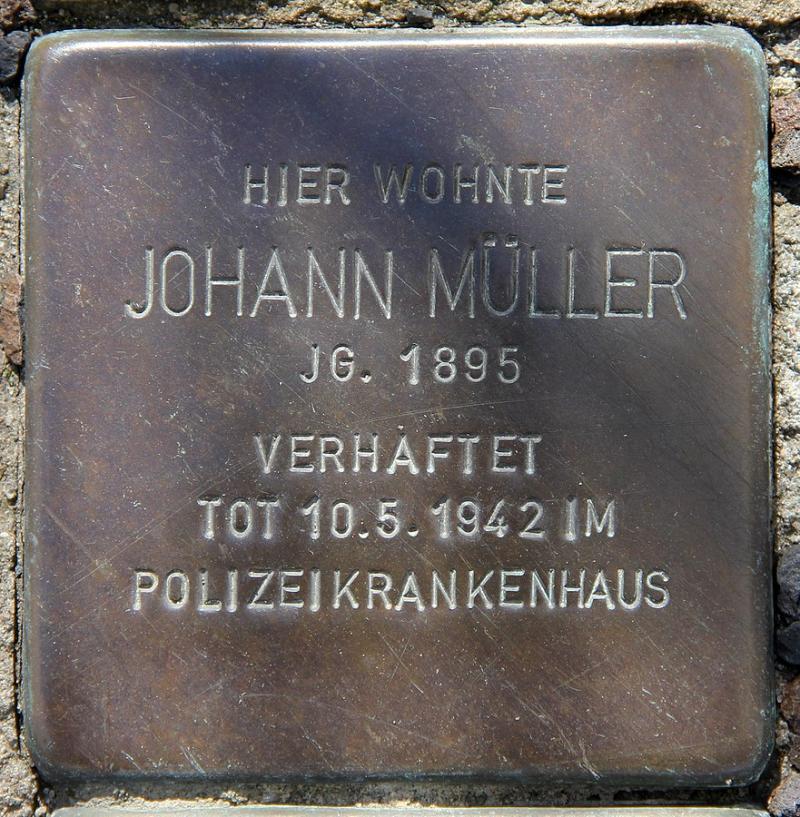 HIER WOHNTE
JOHANN MÜLLER
JG. 1895
VERHAFTET
TOT 10.5.1942 IM
POLIZEIKRANKENHAUS